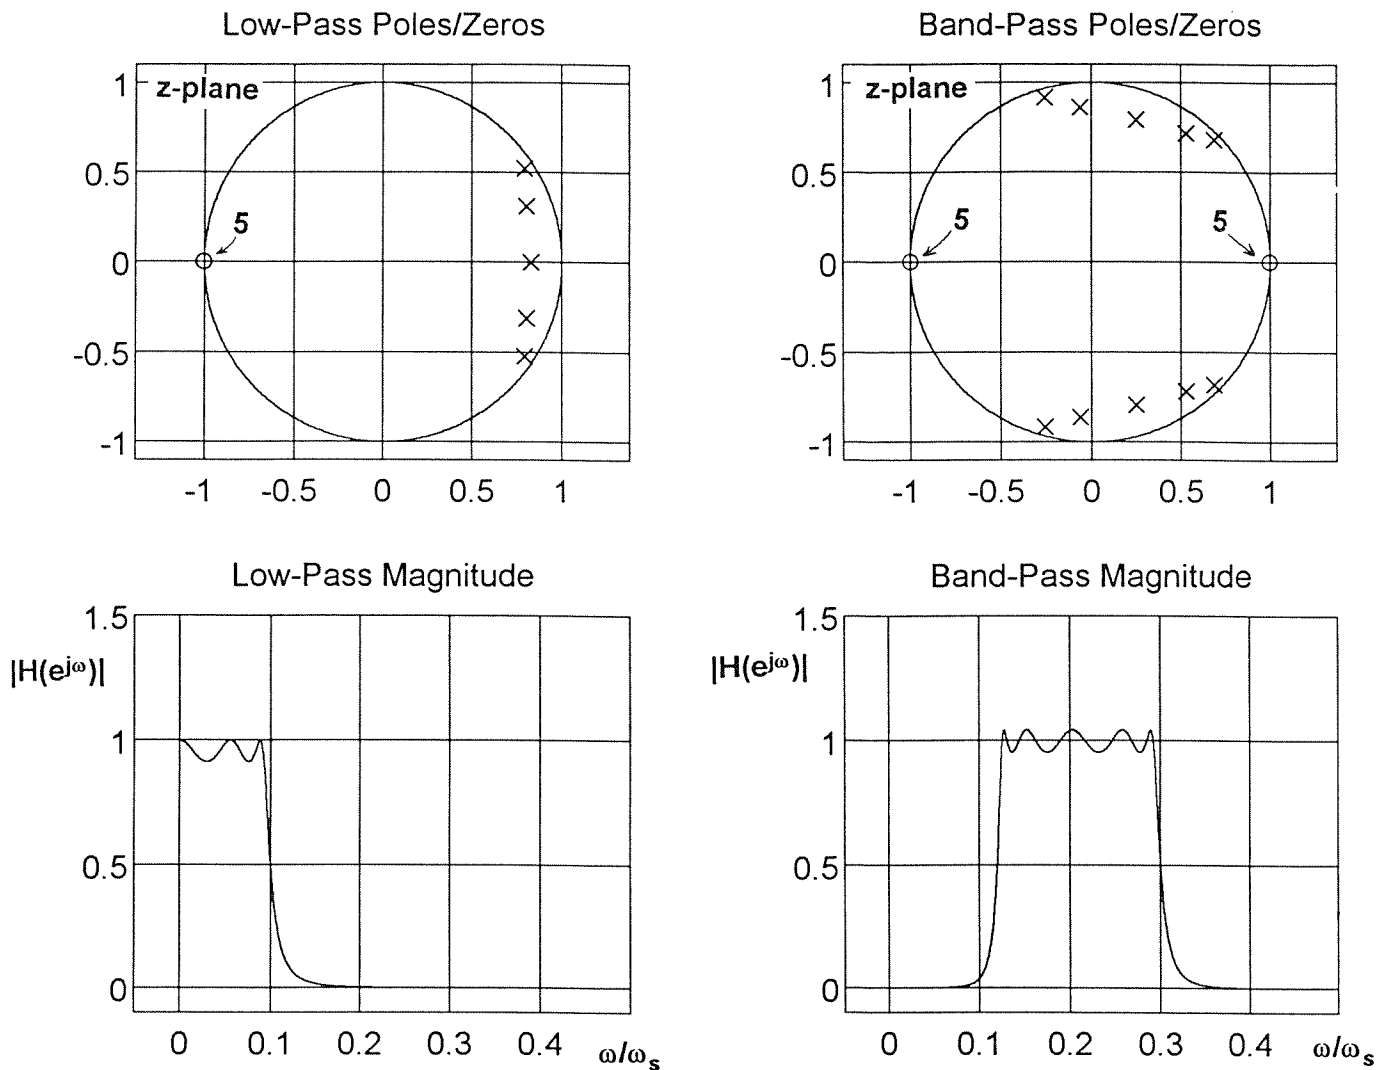 Low-Pass Poles/Zeros
z-plane
1
0.5
0
-0.5
-1
5
-1 -0.5 0 0.5 1
Band-Pass Poles/Zeros
z-plane
1
0.5
0
-0.5
-1
5
5
-1 -0.5 0 0.5 1
Low-Pass Magnitude
1.5
|H(e^jω)|
1
0.5
0
0 0.1 0.2 0.3 0.4 ω/ω_s
Band-Pass Magnitude
1.5
|H(e^jω)|
1
0.5
0
0 0.1 0.2 0.3 0.4 ω/ω_s